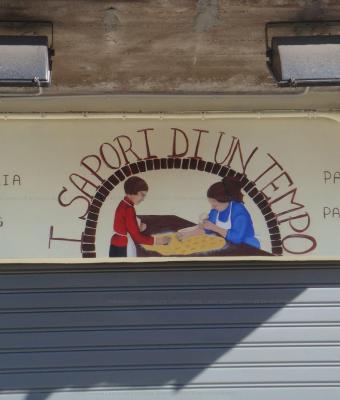 I SAPORI DI UN TEMPO